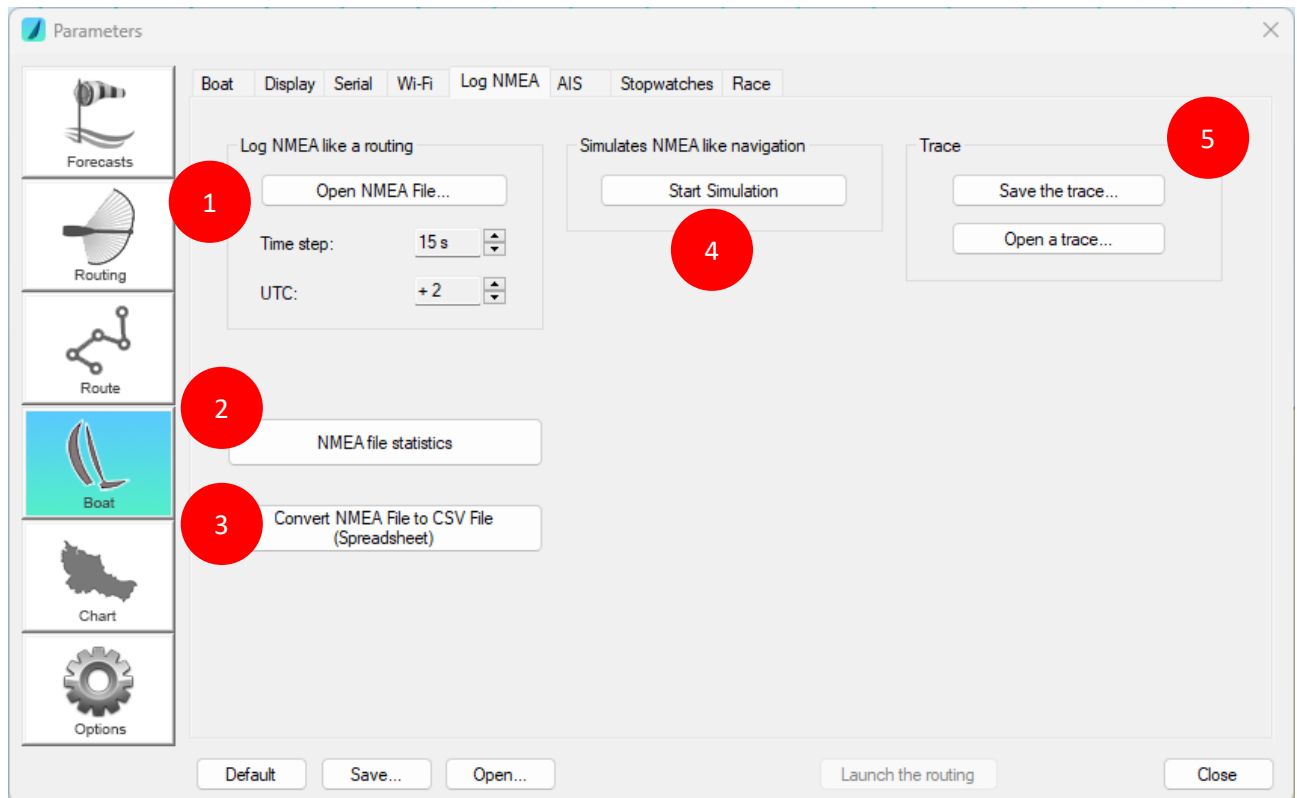 Parameters
Boat Display Serial Wi-Fi Log NMEA AIS Stopwatches Race
Forecasts
Routing
Route
Boat
Chart
Options
Log NMEA like a routing
1
Open NMEA File...
Time step: 15 s
UTC: + 2
2
NMEA file statistics
3
Convert NMEA File to CSV File
(Spreadsheet)
Simulates NMEA like navigation
Start Simulation
4
Trace
5
Save the trace...
Open a trace...
Default Save... Open... Launch the routing Close